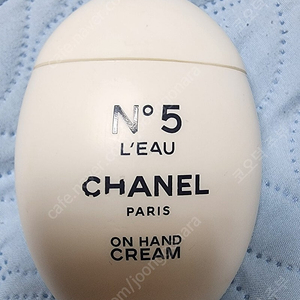 N°5
L'EAU
CHANEL
PARIS
ON HAND
CREAM